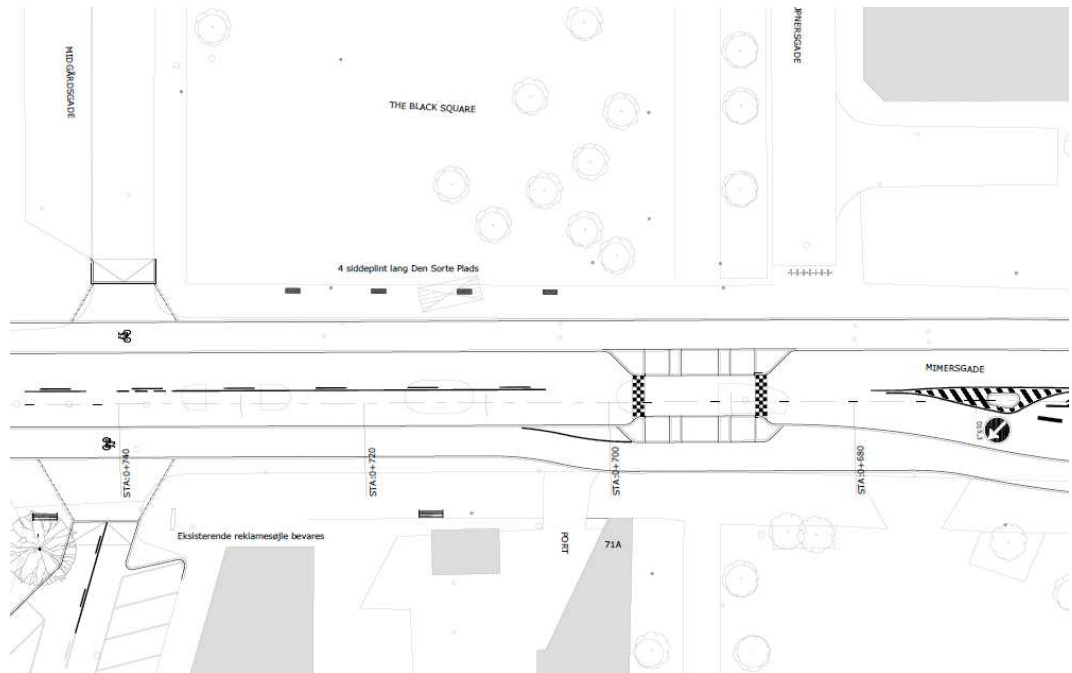 MIDGÅRDSGADE
THE BLACK SQUARE
UPNERSGADE
4 siddeplint lang Den Sorte Plads
MIMERSGADE
STA:0+740
STA:0+720
STA:0+700
STA:0+680
Eksisterende reklamesøjle bevares
PORT
71A